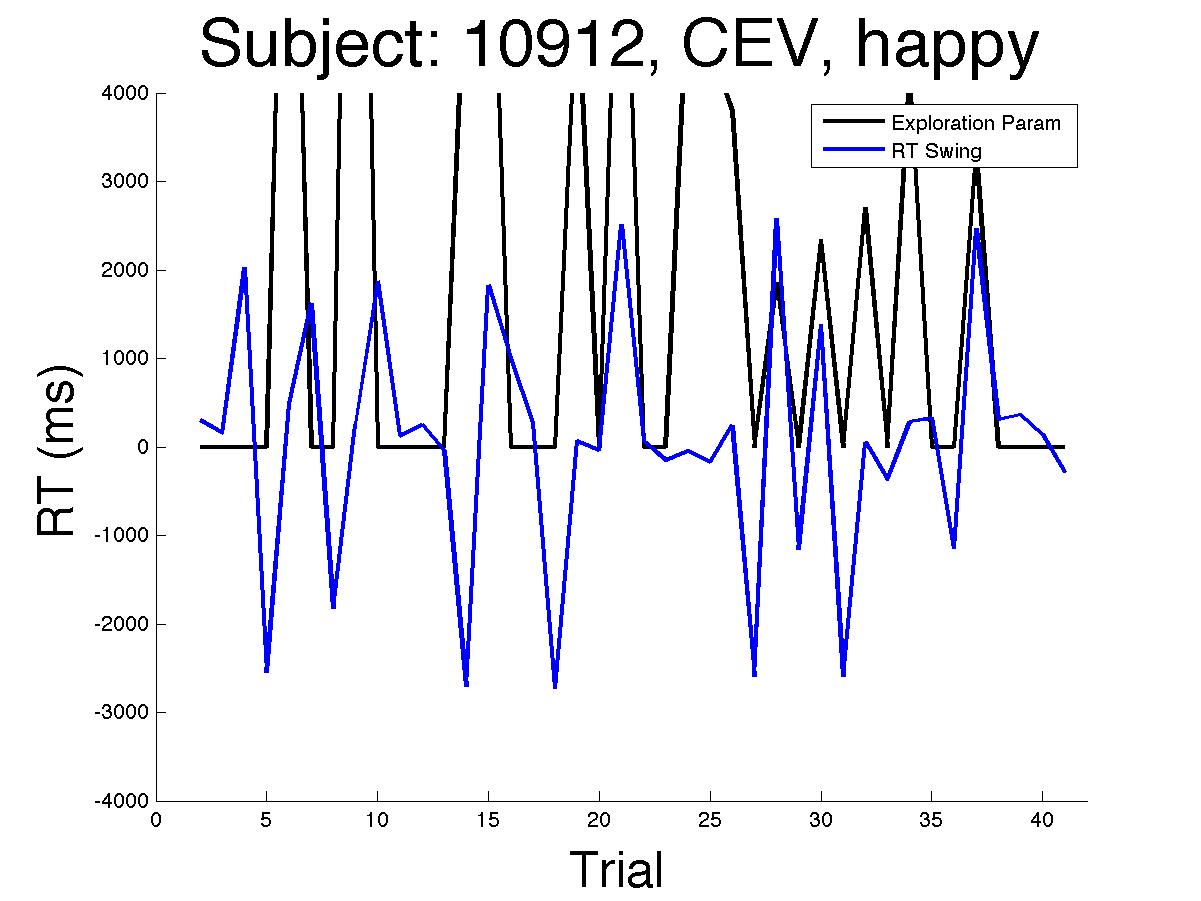 Subject: 10912, CEV, happy
4000
3000
2000
1000
0
-1000
-2000
-3000
-4000
RT (ms)
Exploration Param
RT Swing
0 5 10 15 20 25 30 35 40
Trial